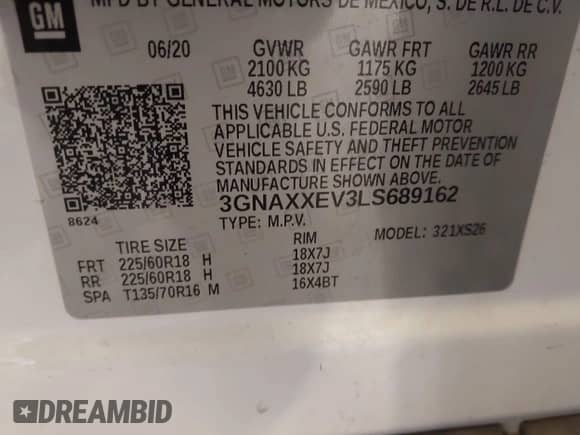 MFD BY GENERAL MOTORS DE MEXICO, S. DE R.L. DE C.V.
GM
06/20 GVWR GAWR FRT GAWR RR
2100 KG 1175 KG 1200 KG
4630 LB 2590 LB 2645 LB
THIS VEHICLE CONFORMS TO ALL
APPLICABLE U.S. FEDERAL MOTOR
VEHICLE SAFETY AND THEFT PREVENTION
STANDARDS IN EFFECT ON THE DATE OF
MANUFACTURE SHOWN ABOVE.
8624
3GNAXXEV3LS689162
TYPE: M.P.V. MODEL: 321XS26
TIRE SIZE RIM
FRT 225/60R18 H 18X7J
RR 225/60R18 H 18X7J
SPA T135/70R16 M 16X4BT
DREAMBID